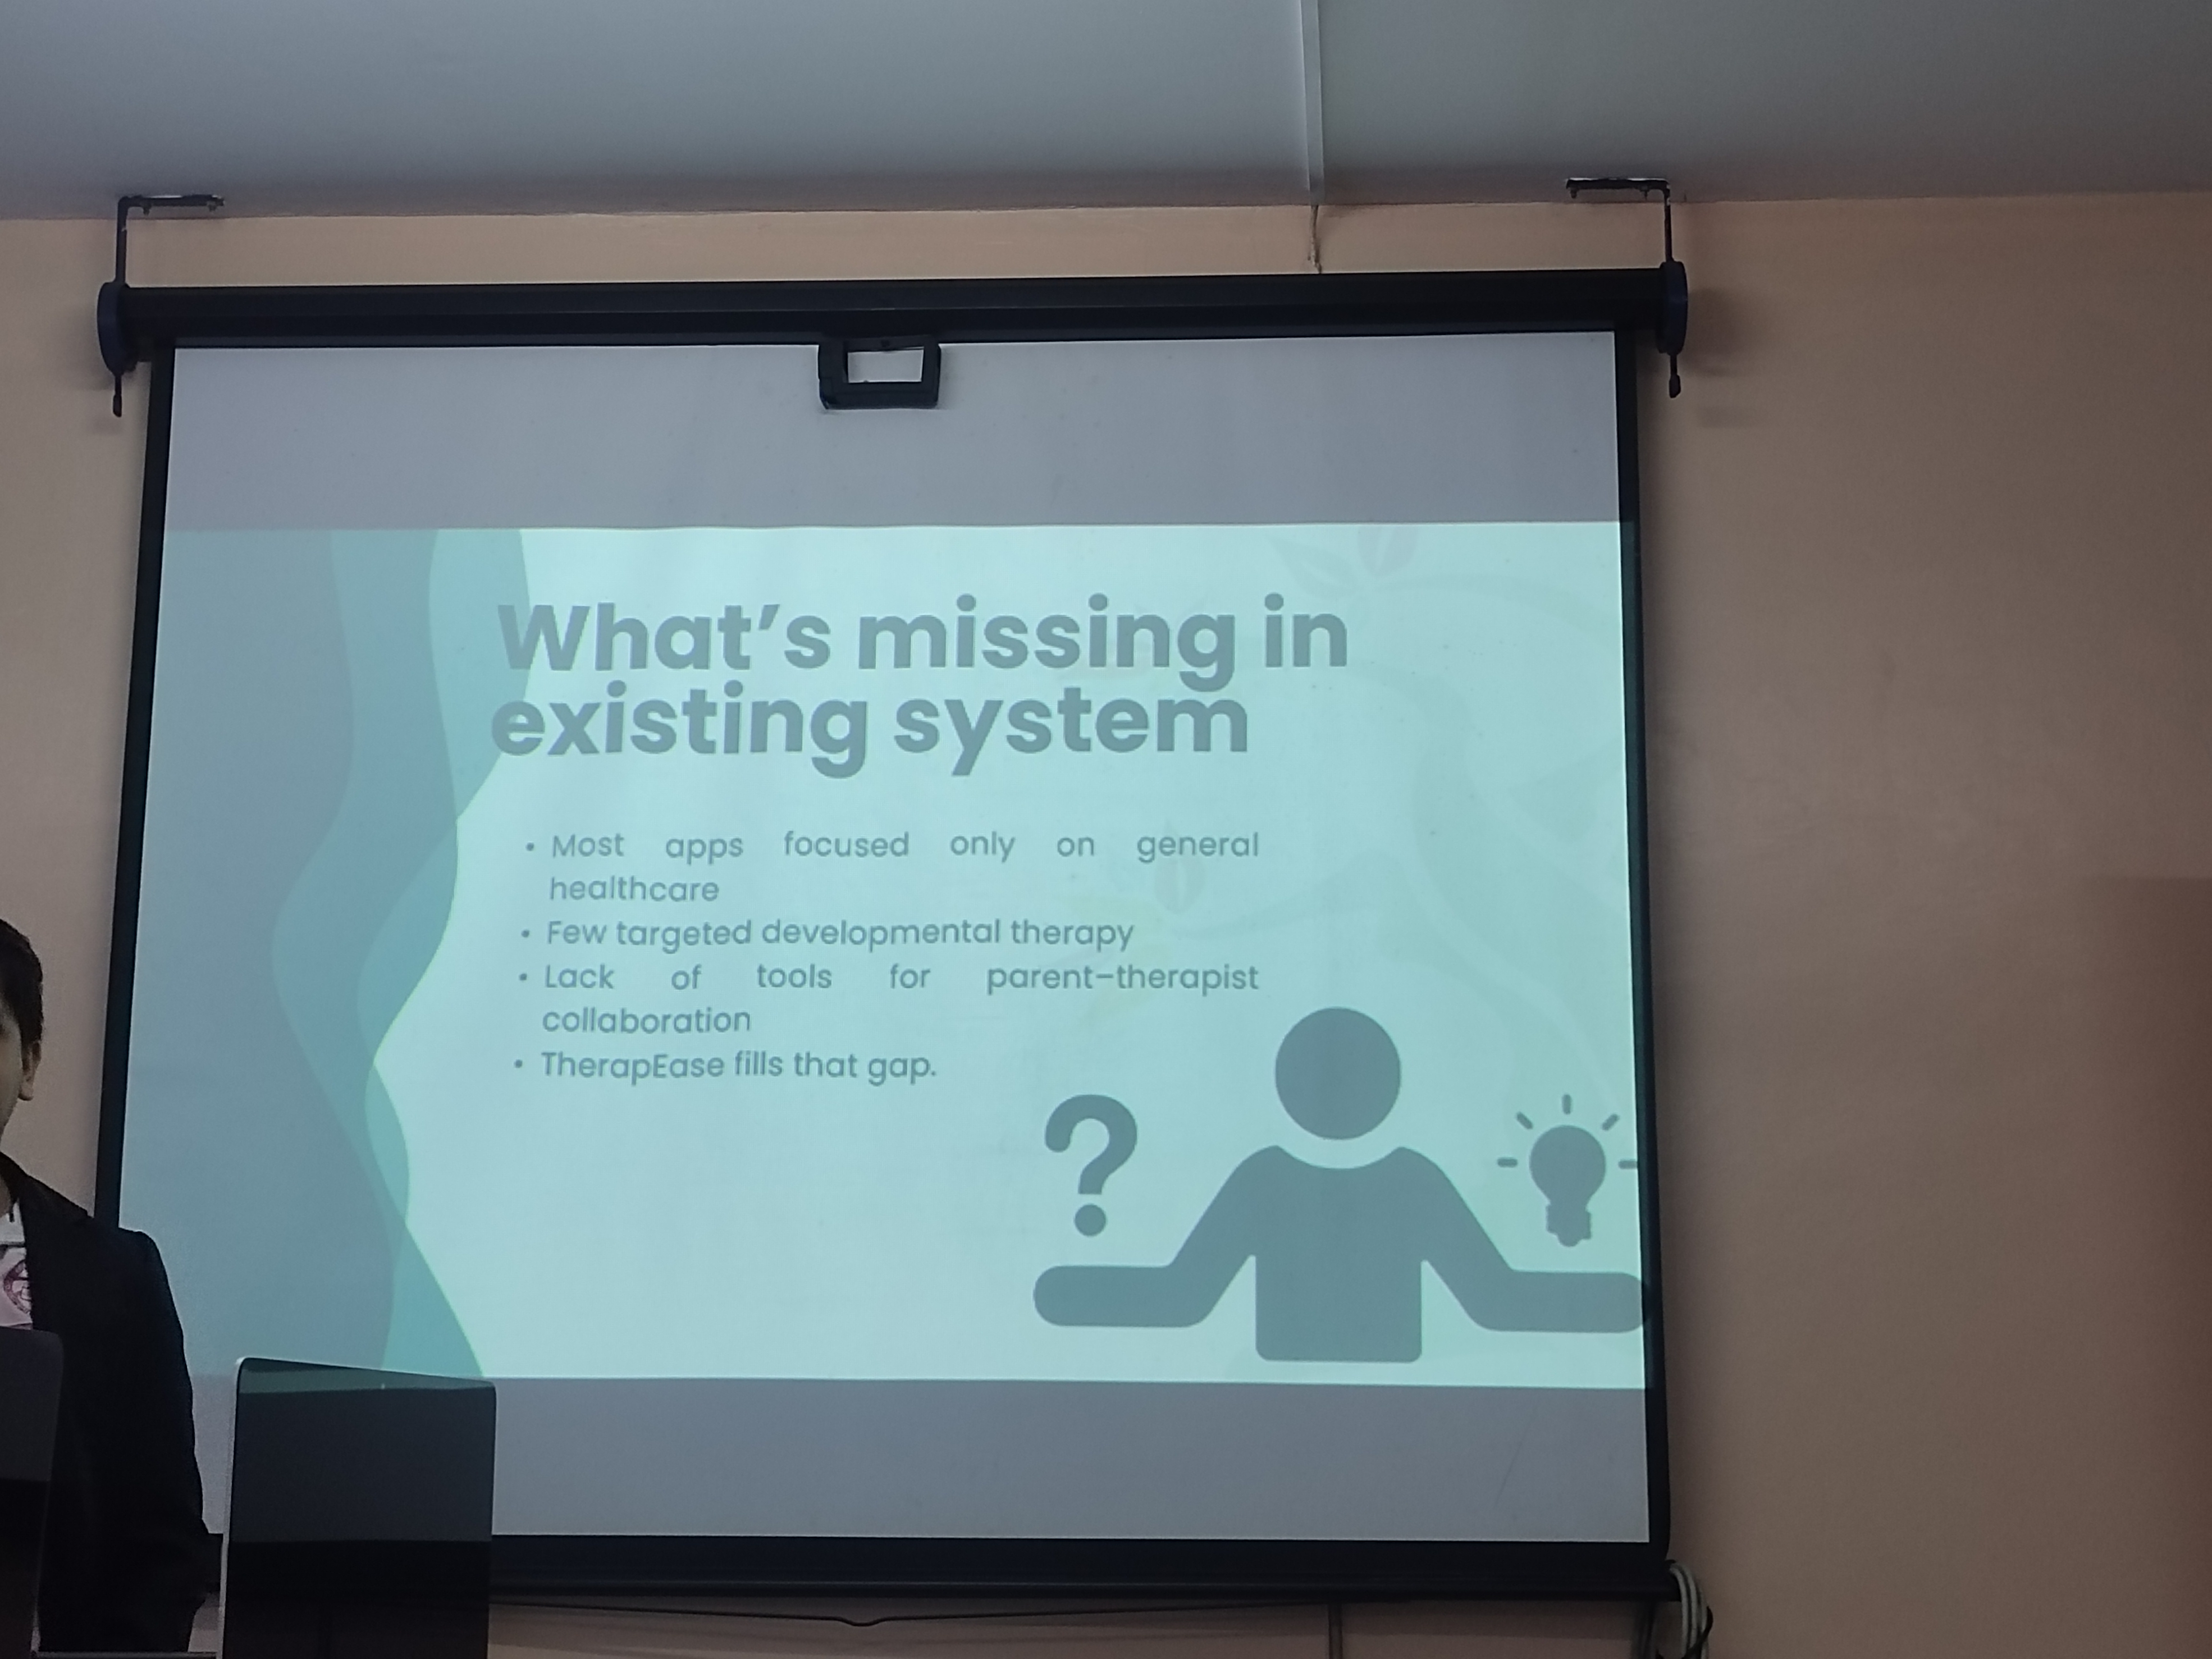 What's missing in
existing system
• Most apps focused only on general
healthcare
• Few targeted developmental therapy
• Lack of tools for parent–therapist
collaboration
• TherapEase fills that gap.
?